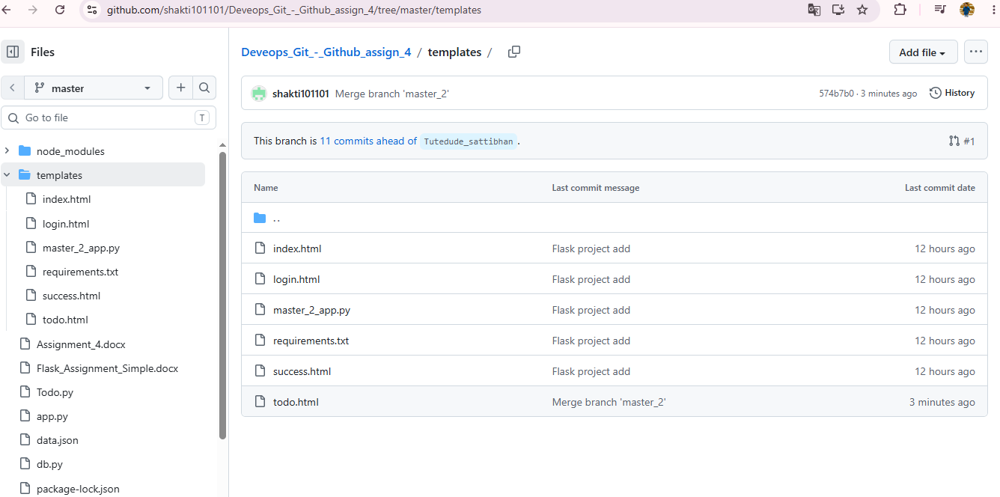 github.com/shakti101101/Deveops_Git_-_Github_assign_4/tree/master/templates
Files
master
Go to file
T
node_modules
templates
index.html
login.html
master_2_app.py
requirements.txt
success.html
todo.html
Assignment_4.docx
Flask_Assignment_Simple.docx
Todo.py
app.py
data.json
db.py
package-lock.json
Deveops_Git_-_Github_assign_4 / templates /
Add file
shakti101101 Merge branch 'master_2' 574b7b0 · 3 minutes ago History
This branch is 11 commits ahead of Tutedude_sattibhan . #1
Name Last commit message Last commit date
..
index.html Flask project add 12 hours ago
login.html Flask project add 12 hours ago
master_2_app.py Flask project add 12 hours ago
requirements.txt Flask project add 12 hours ago
success.html Flask project add 12 hours ago
todo.html Merge branch 'master_2' 3 minutes ago